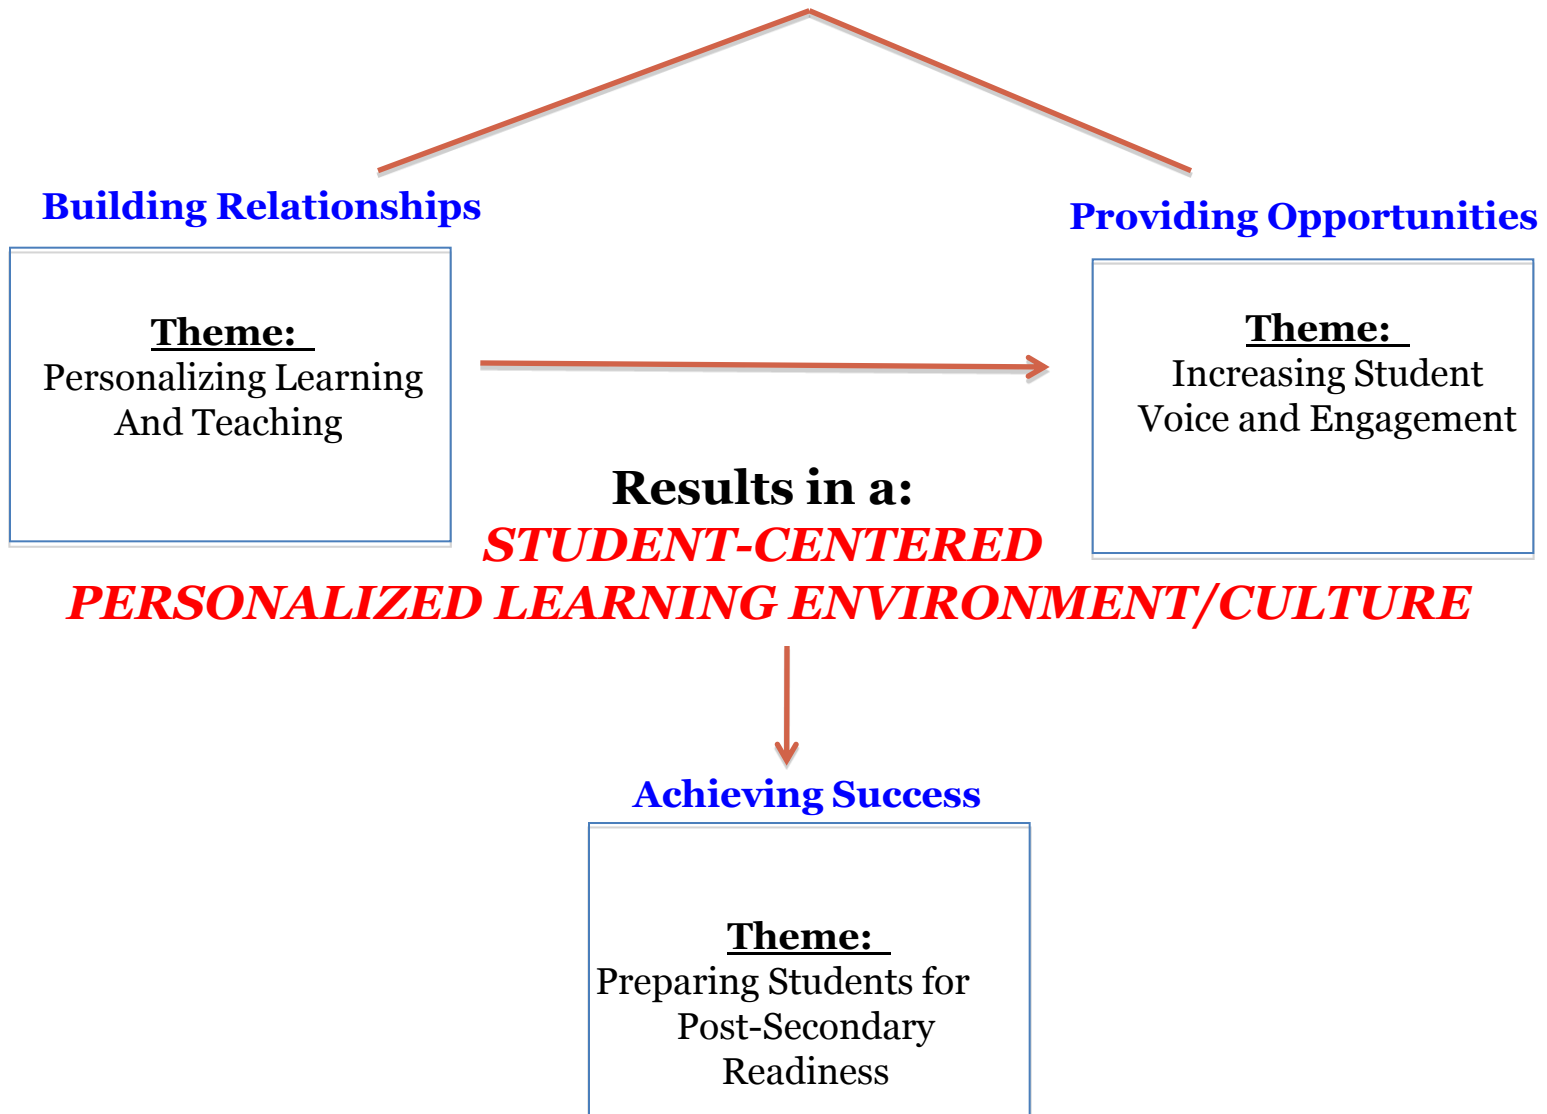 Building Relationships
Theme:
Personalizing Learning
And Teaching
Providing Opportunities
Theme:
Increasing Student
Voice and Engagement
Results in a:
STUDENT-CENTERED
PERSONALIZED LEARNING ENVIRONMENT/CULTURE
Achieving Success
Theme:
Preparing Students for
Post-Secondary
Readiness